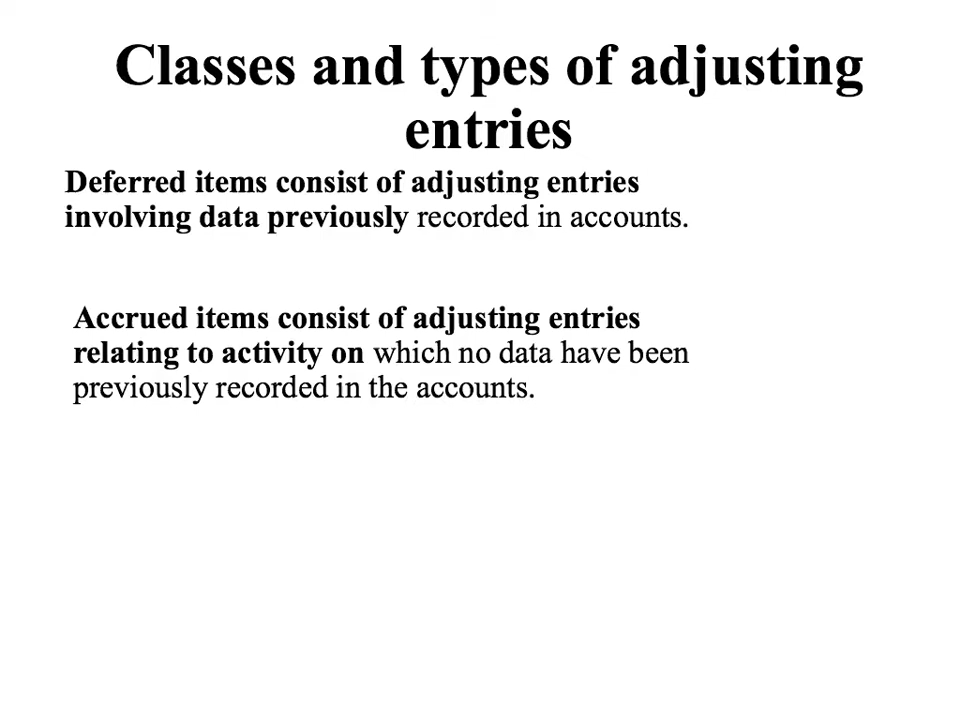 Classes and types of adjusting
entries
Deferred items consist of adjusting entries
involving data previously recorded in accounts.
Accrued items consist of adjusting entries
relating to activity on which no data have been
previously recorded in the accounts.